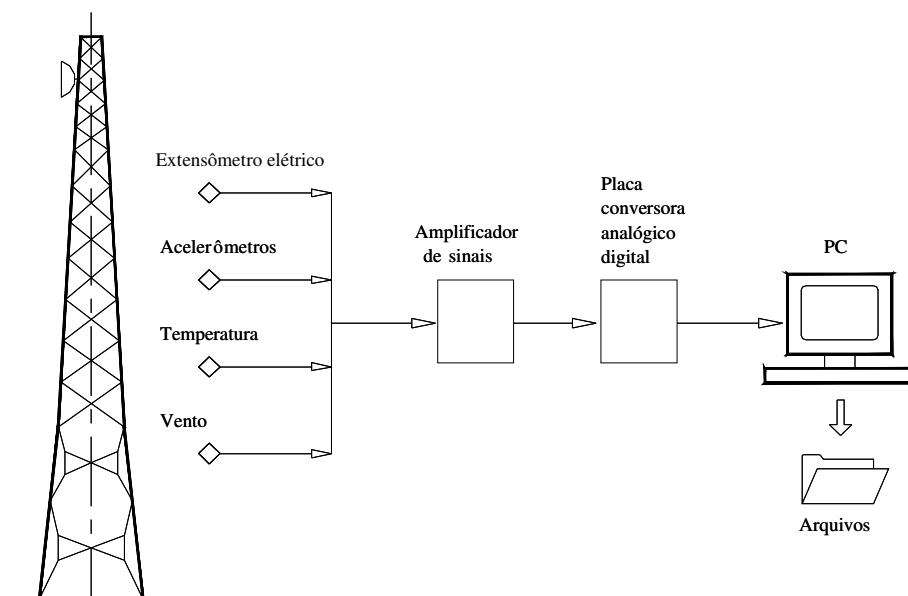 Extensômetro elétrico
Acelerômetros
Temperatura
Vento
Amplificador
de sinais
Placa
conversora
analógico
digital
PC
Arquivos